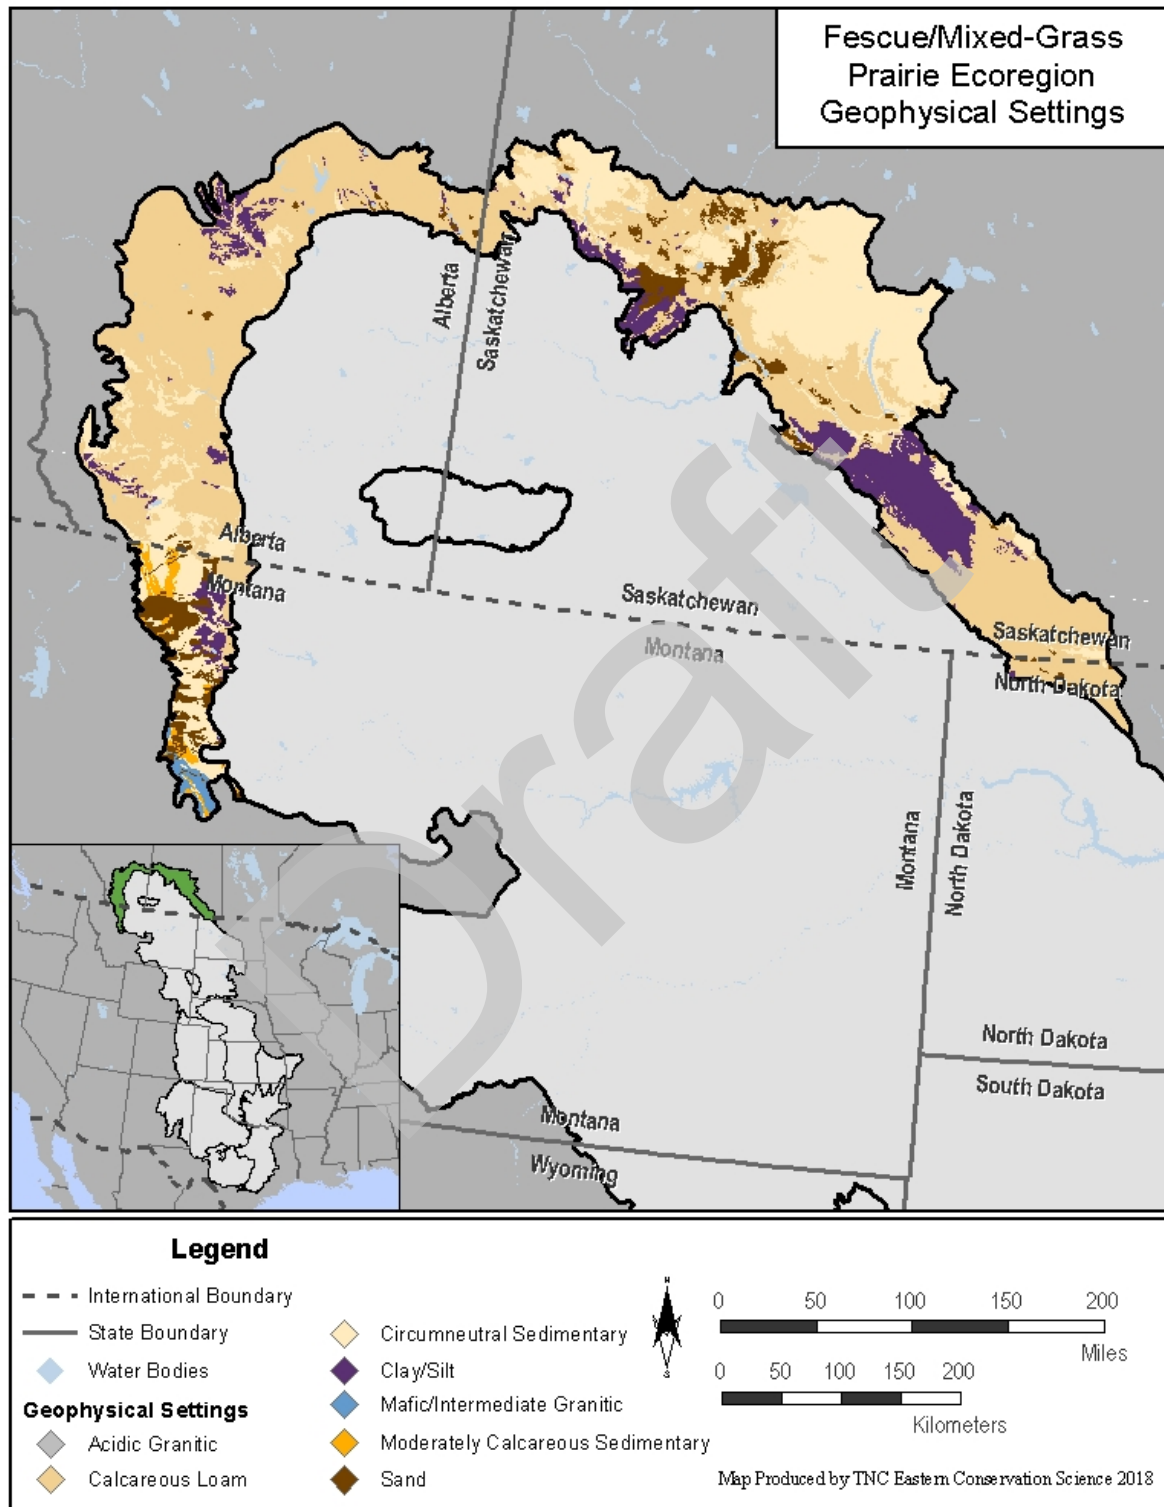 Fescue/Mixed-Grass
Prairie Ecoregion
Geophysical Settings
Alberta
Saskatchewan
Alberta
Montana
Saskatchewan
Montana
Saskatchewan
North Dakota
Montana
North Dakota
North Dakota
South Dakota
Montana
Wyoming
Draft
Legend
International Boundary
State Boundary
Water Bodies
Geophysical Settings
Acidic Granitic
Calcareous Loam
Circumneutral Sedimentary
Clay/Silt
Mafic/Intermediate Granitic
Moderately Calcareous Sedimentary
Sand
N
S
0 50 100 150 200
Miles
0 50 100 150 200
Kilometers
Map Produced by TNC Eastern Conservation Science 2018